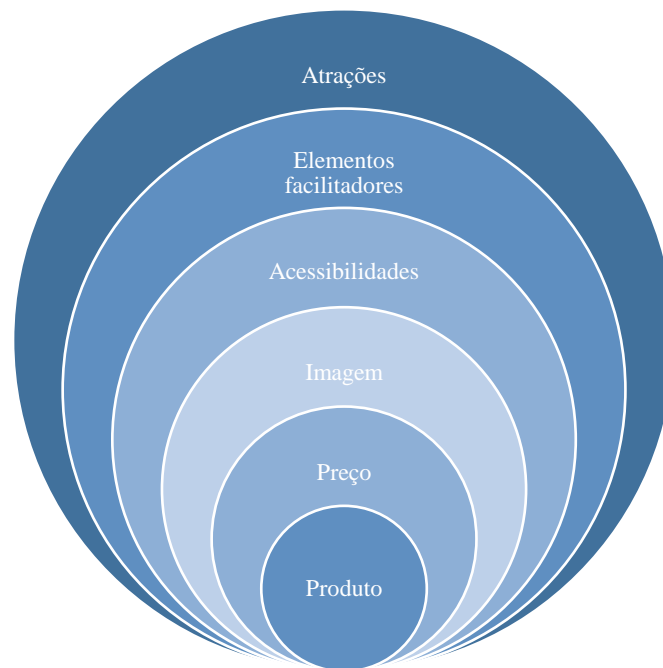 Atrações
Elementos
facilitadores
Acessibilidades
Imagem
Preço
Produto